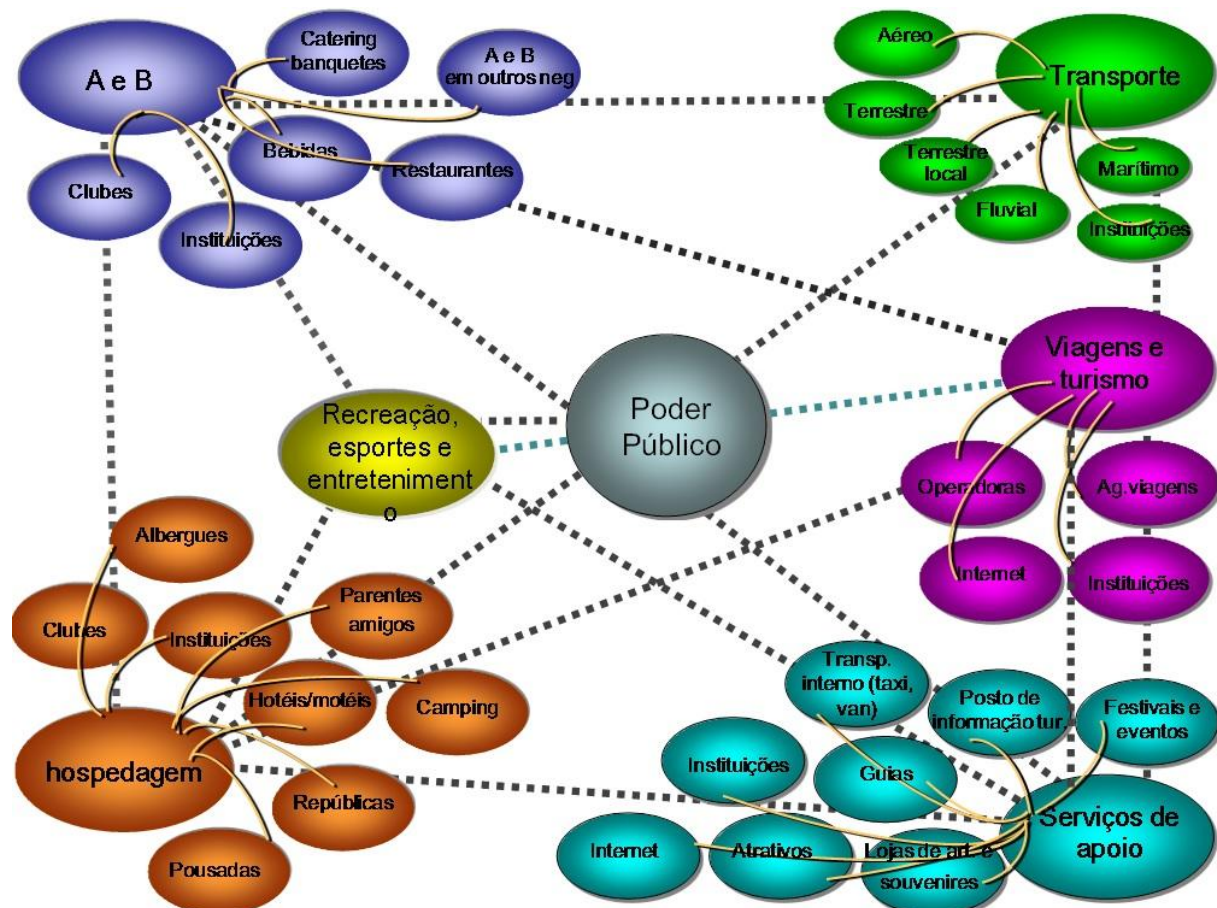 A e B
Catering
banquetes
A e B
em outros neg
Bebidas
Restaurantes
Clubes
Instituições
Aéreo
Transporte
Terrestre
Terrestre
local
Marítimo
Fluvial
Instituições
Viagens e
turismo
Operadoras
Ag.viagens
Internet
Instituições
Poder
Público
Recreação,
esportes e
entreteniment
o
Albergues
Clubes
Instituições
Parentes
amigos
Hotéis/motéis
Camping
hospedagem
Repúblicas
Pousadas
Transp.
interno (taxi,
van)
Posto de
informação tur.
Festivais e
eventos
Instituições
Guias
Serviços de
apoio
Internet
Atrativos
Lojas de art. e
souvenires